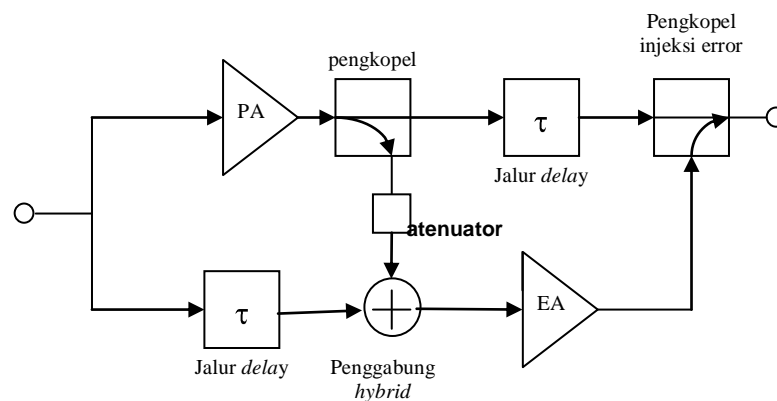 Pengkopel
injeksi error
pengkopel
PA
τ
Jalur delay
atenuator
τ
EA
Jalur delay
Penggabung
hybrid